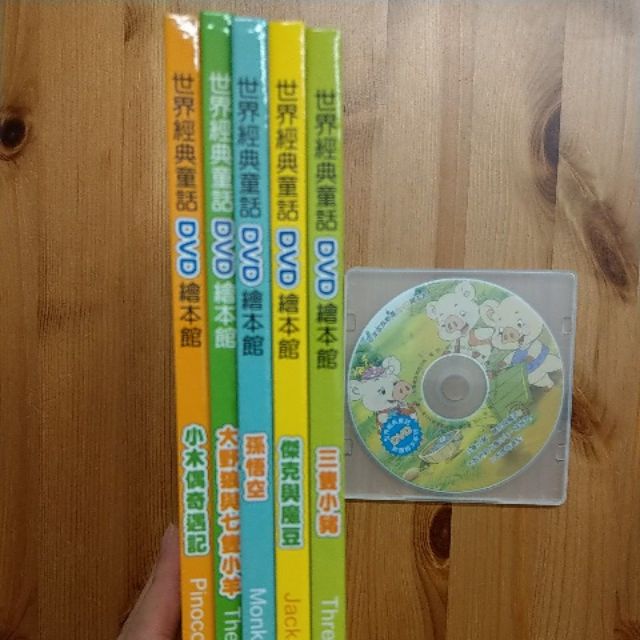 世界經典童話 DVD 繪本館 小木偶奇遇記 Pinocc
世界經典童話 DVD 繪本館 大野狼與七隻小羊 The
世界經典童話 DVD 繪本館 孫悟空 Monk
世界經典童話 DVD 繪本館 傑克與魔豆 Jack
世界經典童話 DVD 繪本館 三隻小豬 Thre
DVD